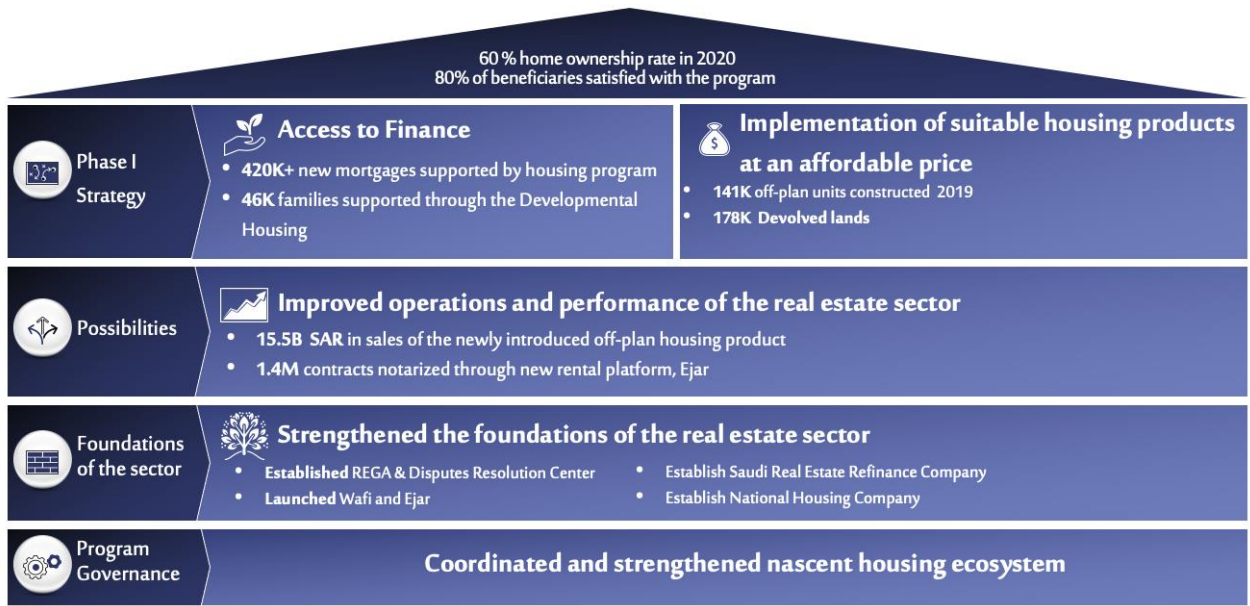 60 % home ownership rate in 2020
80% of beneficiaries satisfied with the program
Phase I
Strategy
Access to Finance
• 420K+ new mortgages supported by housing program
• 46K families supported through the Developmental
Housing
$
Implementation of suitable housing products
at an affordable price
• 141K off-plan units constructed 2019
• 178K Devolved lands
Possibilities
Improved operations and performance of the real estate sector
• 15.5B SAR in sales of the newly introduced off-plan housing product
• 1.4M contracts notarized through new rental platform, Ejar
Foundations
of the sector
Strengthened the foundations of the real estate sector
• Established REGA & Disputes Resolution Center
• Launched Wafi and Ejar
• Establish Saudi Real Estate Refinance Company
• Establish National Housing Company
Program
Governance
Coordinated and strengthened nascent housing ecosystem